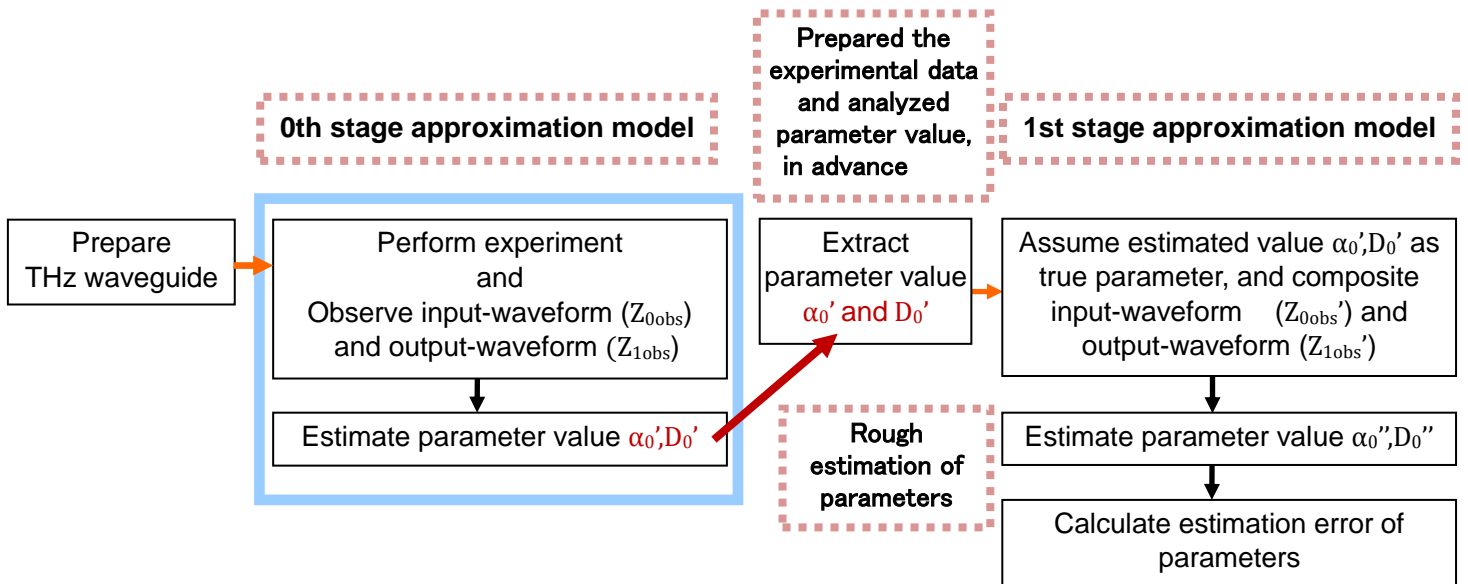 0th stage approximation model
Prepared the
experimental data
and analyzed
parameter value,
in advance
1st stage approximation model
Prepare
THz waveguide
Perform experiment
and
Observe input-waveform (Z₀obs)
and output-waveform (Z₁obs)
Estimate parameter value α₀',D₀'
Extract
parameter value
α₀' and D₀'
Rough
estimation of
parameters
Assume estimated value α₀',D₀' as
true parameter, and composite
input-waveform (Z₀obs') and
output-waveform (Z₁obs')
Estimate parameter value α₀'',D₀''
Calculate estimation error of
parameters